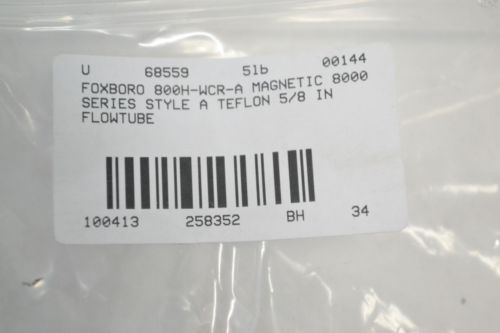 U 68559 5lb 00144
FOXBORO 800H-WCR-A MAGNETIC 8000
SERIES STYLE A TEFLON 5/8 IN
FLOWTUBE
100413 258352 BH 34